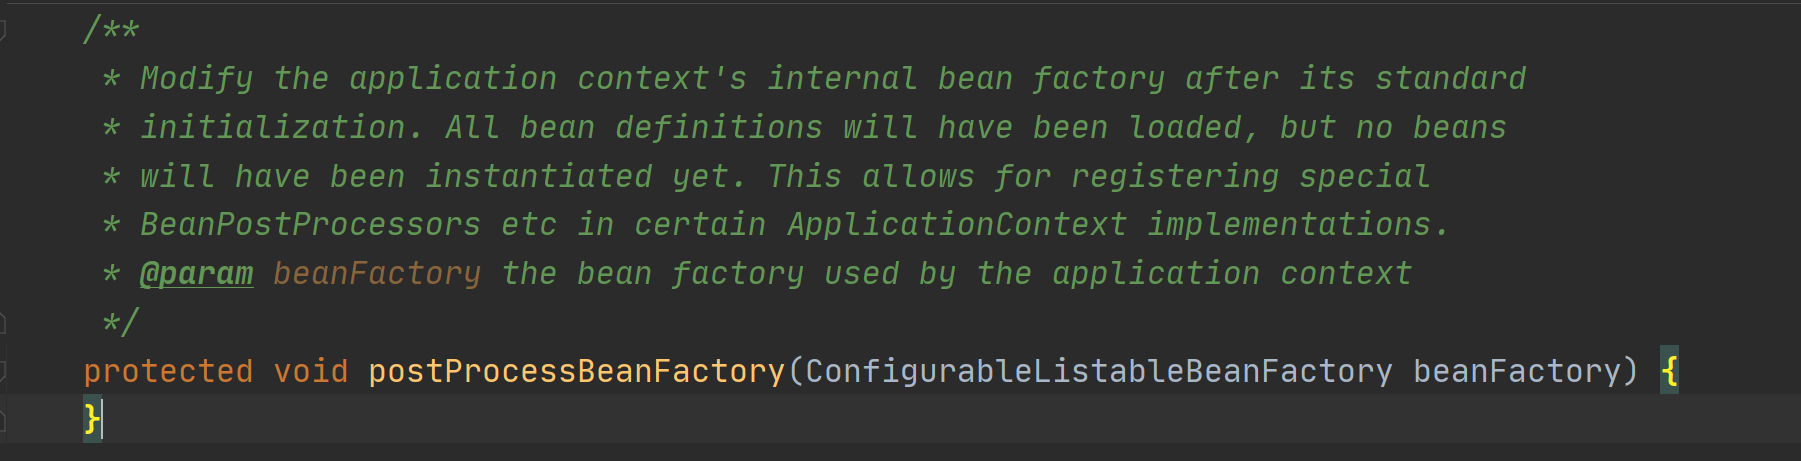 /**
* Modify the application context's internal bean factory after its standard
* initialization. All bean definitions will have been loaded, but no beans
* will have been instantiated yet. This allows for registering special
* BeanPostProcessors etc in certain ApplicationContext implementations.
* @param beanFactory the bean factory used by the application context
*/
protected void postProcessBeanFactory(ConfigurableListableBeanFactory beanFactory) {
}